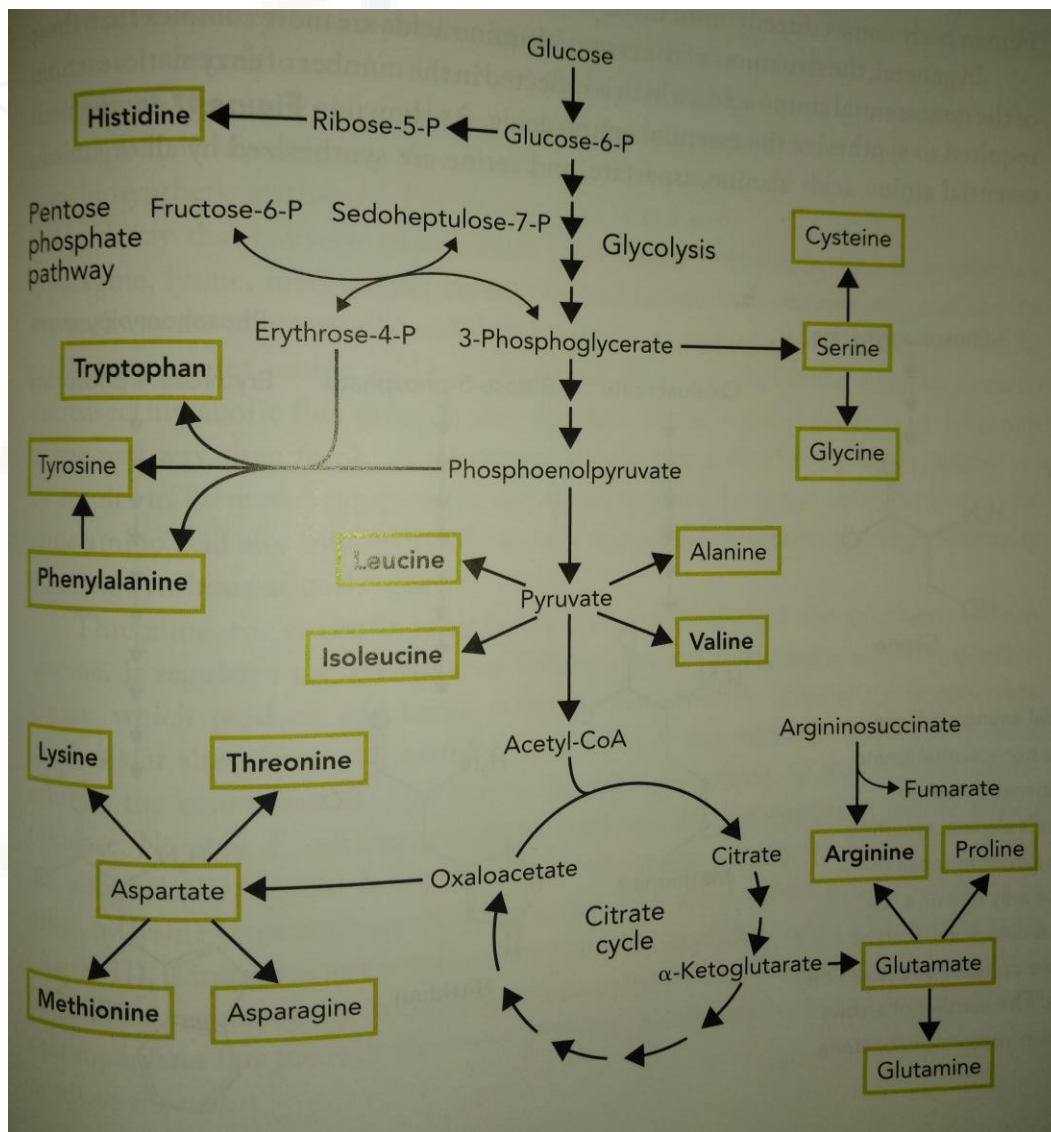 Glucose
Histidine
Ribose-5-P
Glucose-6-P
Pentose
phosphate
pathway
Fructose-6-P
Sedoheptulose-7-P
Glycolysis
Cysteine
Erythrose-4-P
3-Phosphoglycerate
Serine
Tryptophan
Tyrosine
Phosphoenolpyruvate
Glycine
Phenylalanine
Leucine
Alanine
Pyruvate
Isoleucine
Valine
Lysine
Threonine
Acetyl-CoA
Argininosuccinate
Fumarate
Aspartate
Oxaloacetate
Citrate
Arginine
Proline
Citrate
cycle
α-Ketoglutarate
Glutamate
Methionine
Asparagine
Glutamine